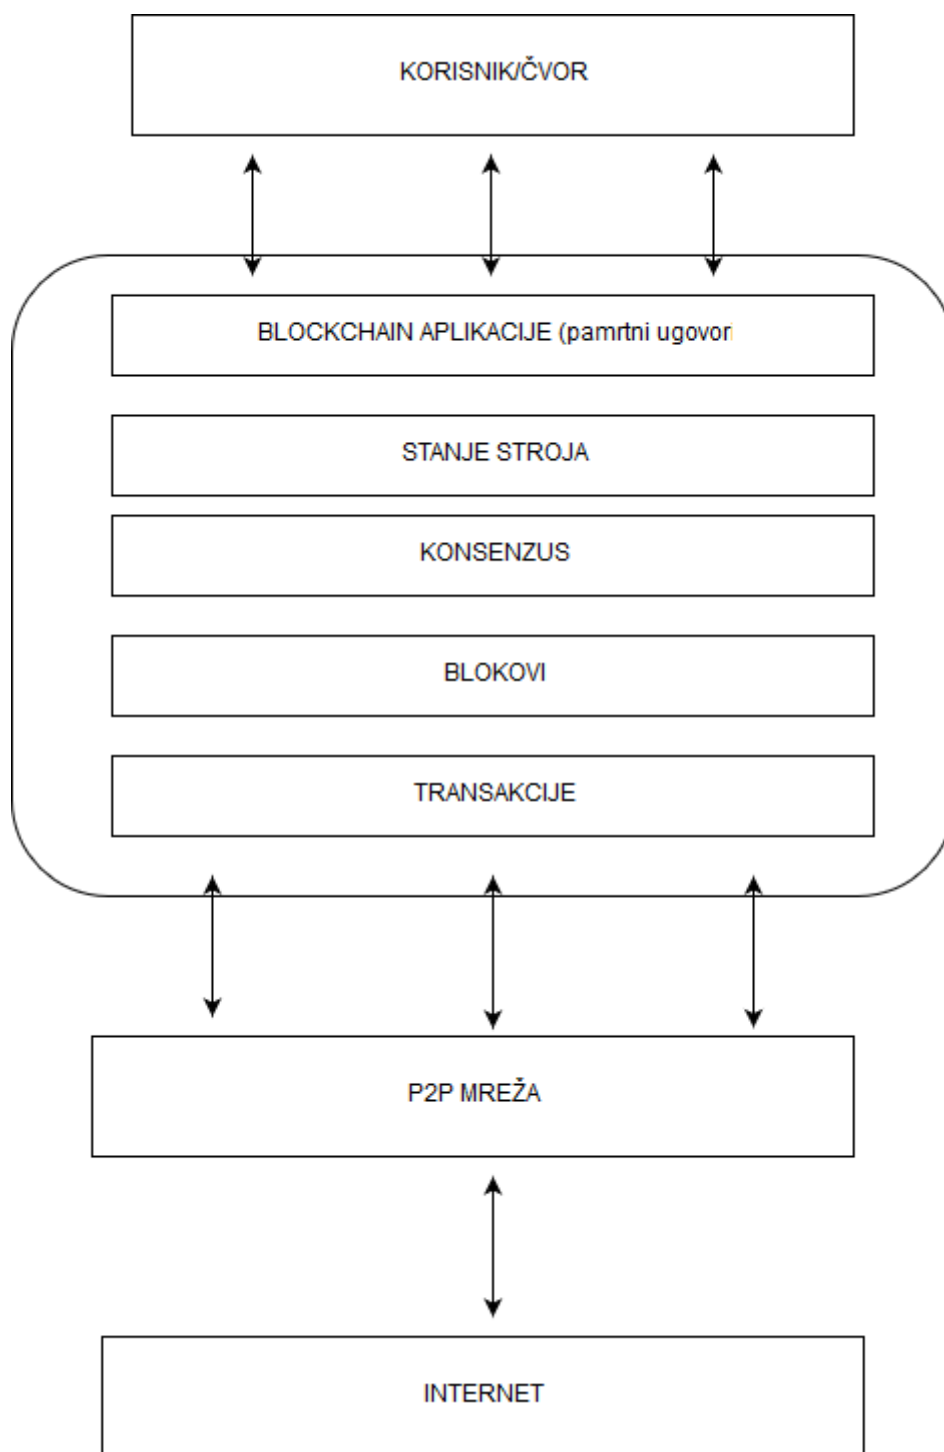 KORISNIK/ČVOR
BLOCKCHAIN APLIKACIJE (pamrtni ugovori
STANJE STROJA
KONSENZUS
BLOKOVI
TRANSAKCIJE
P2P MREŽA
INTERNET